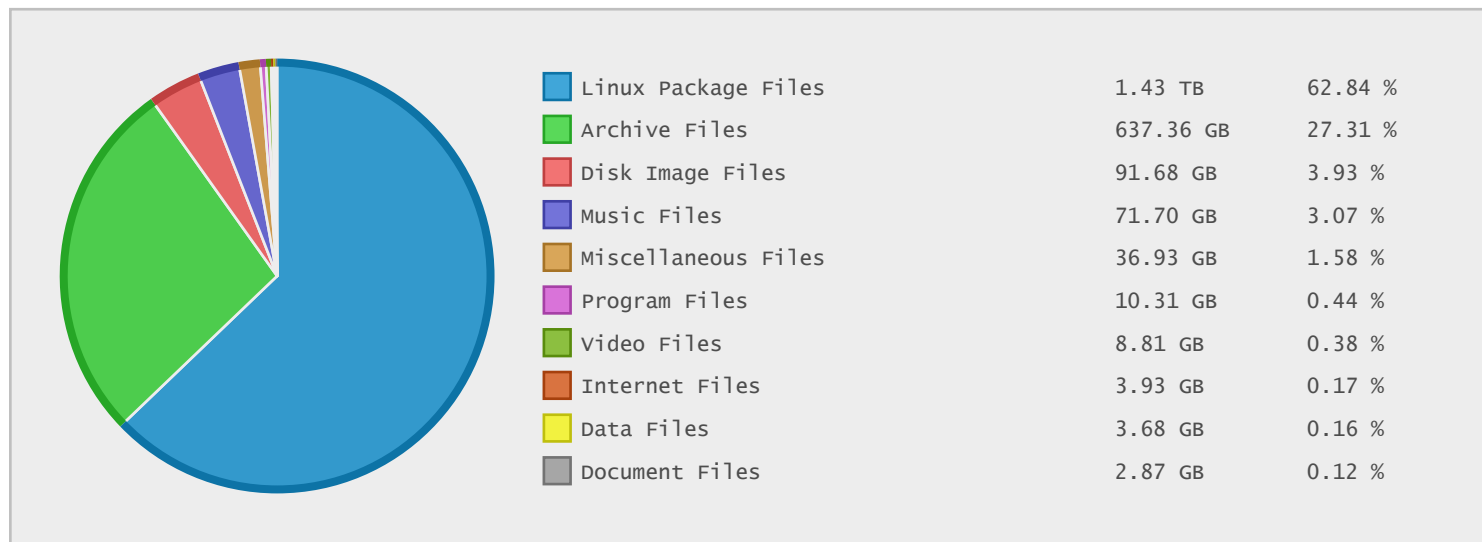 Linux Package Files 1.43 TB 62.84 %
Archive Files 637.36 GB 27.31 %
Disk Image Files 91.68 GB 3.93 %
Music Files 71.70 GB 3.07 %
Miscellaneous Files 36.93 GB 1.58 %
Program Files 10.31 GB 0.44 %
Video Files 8.81 GB 0.38 %
Internet Files 3.93 GB 0.17 %
Data Files 3.68 GB 0.16 %
Document Files 2.87 GB 0.12 %